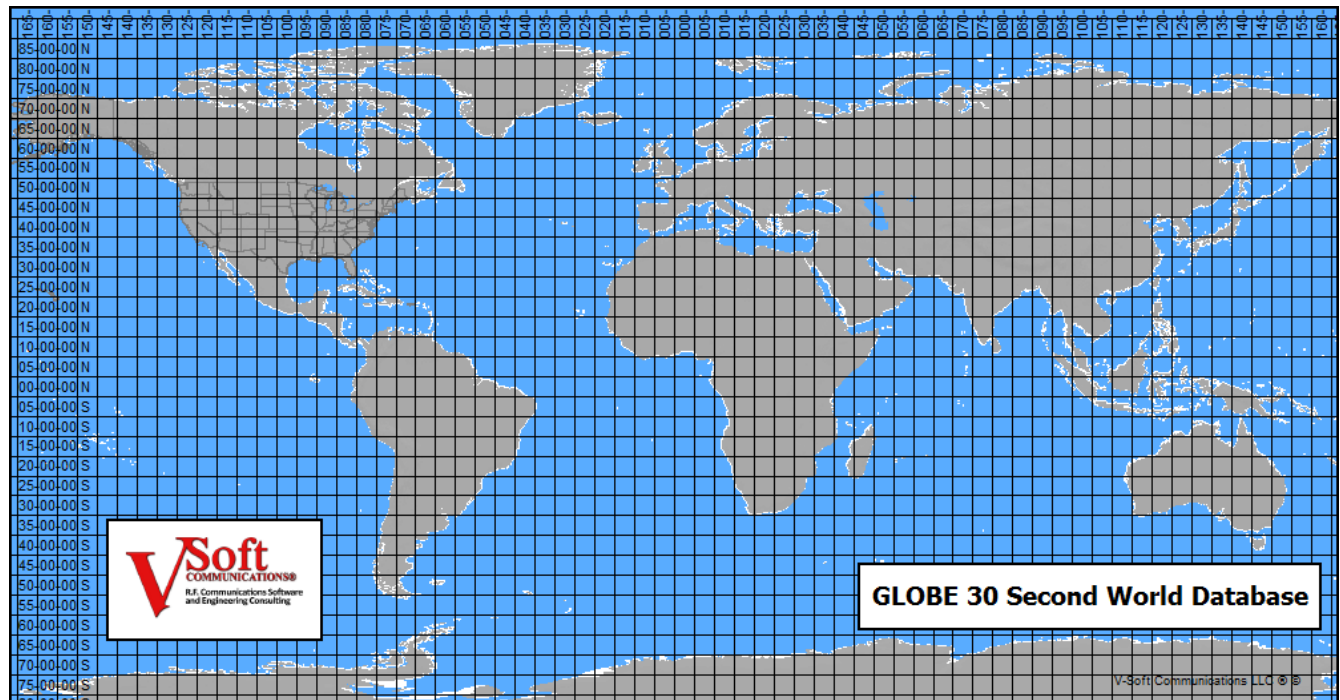 165- 160- 155- 150- 145- 140- 135- 130- 125- 120- 115- 110- 105- 100- 095- 090- 085- 080- 075- 070- 065- 060- 055- 050- 045- 040- 035- 030- 025- 020- 015- 010- 005- 000- 005- 010- 015- 020- 025- 030- 035- 040- 045- 050- 055- 060- 065- 070- 075- 080- 085- 090- 095- 100- 105- 110- 115- 120- 125- 130- 135- 140- 145- 150- 155- 160-
85-00-00 N
80-00-00 N
75-00-00 N
70-00-00 N
65-00-00 N
60-00-00 N
55-00-00 N
50-00-00 N
45-00-00 N
40-00-00 N
35-00-00 N
30-00-00 N
25-00-00 N
20-00-00 N
15-00-00 N
10-00-00 N
05-00-00 N
00-00-00 N
05-00-00 S
10-00-00 S
15-00-00 S
20-00-00 S
25-00-00 S
30-00-00 S
35-00-00 S
40-00-00 S
45-00-00 S
50-00-00 S
55-00-00 S
60-00-00 S
65-00-00 S
70-00-00 S
75-00-00 S
VSoft
COMMUNICATIONS®
R.F. Communications Software
and Engineering Consulting
GLOBE 30 Second World Database
V-Soft Communications LLC ® ©